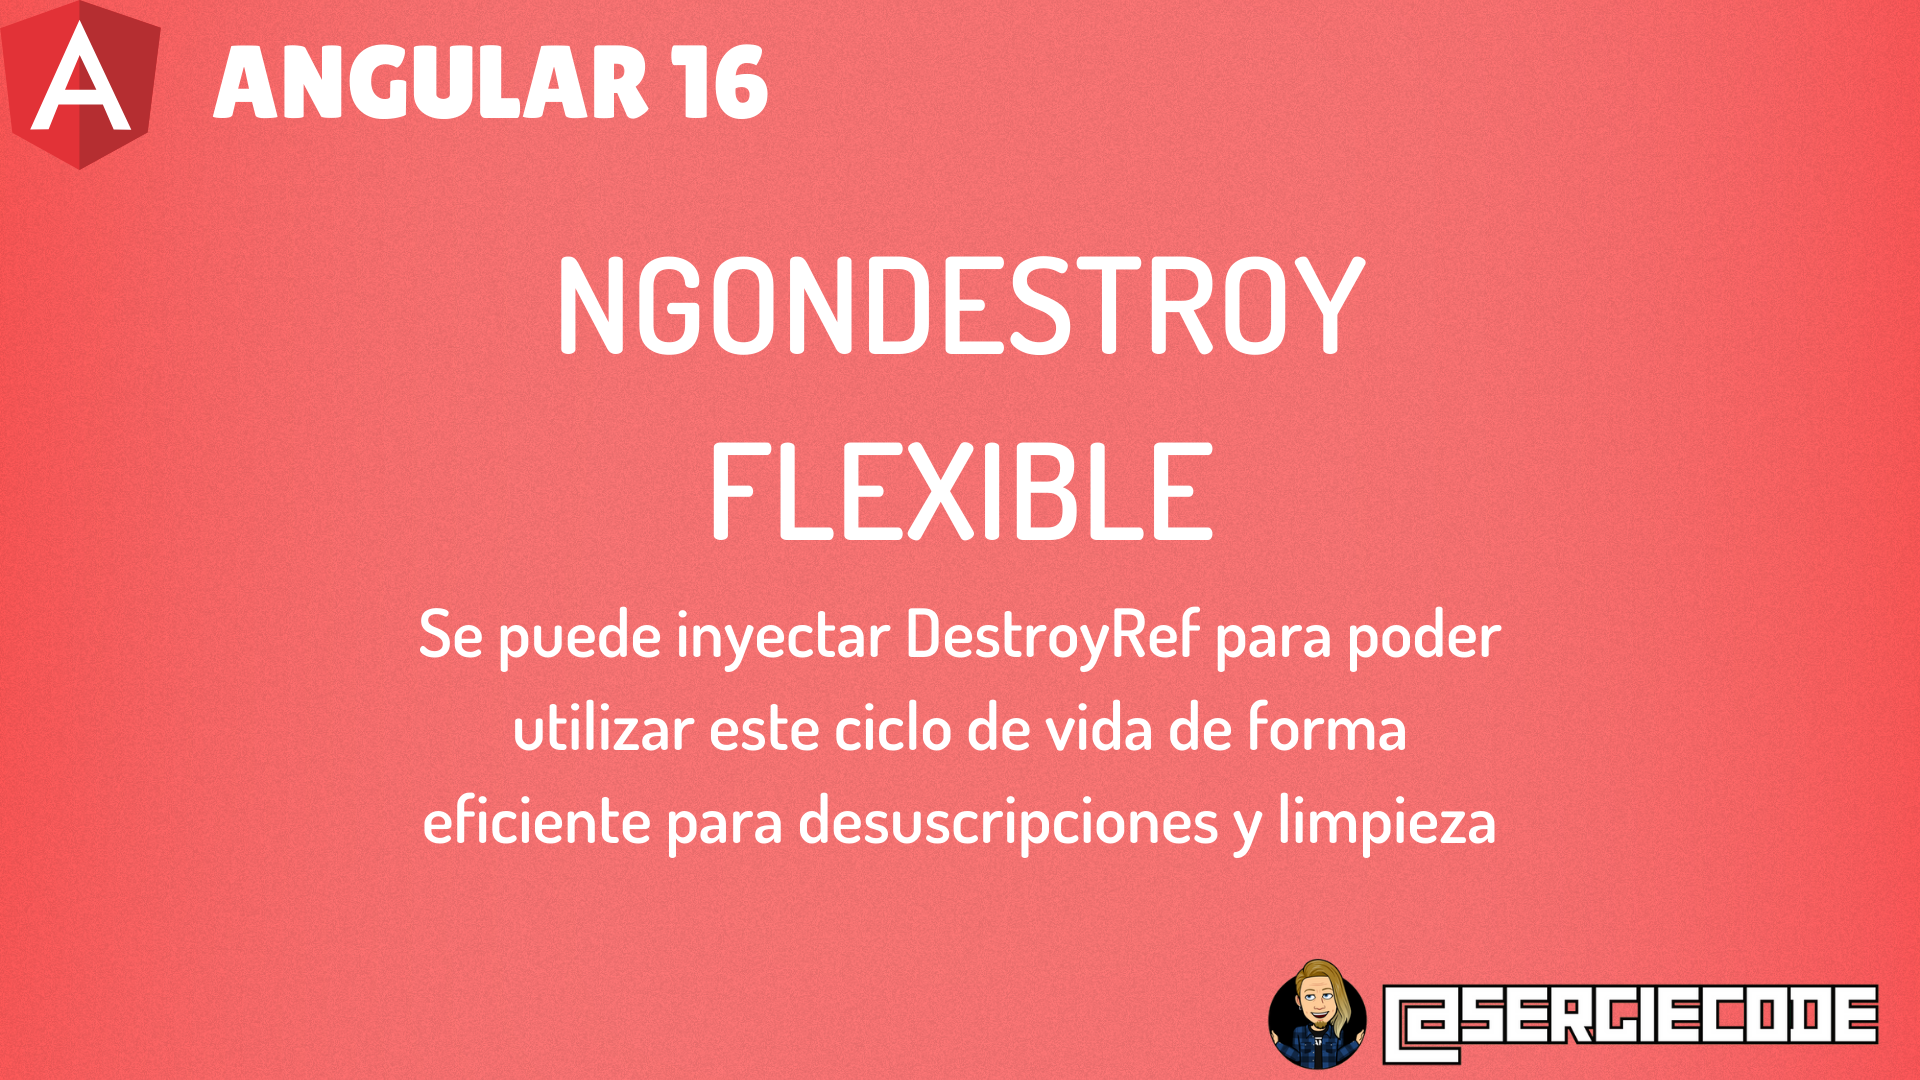 ANGULAR 16
NGONDESTROY
FLEXIBLE
Se puede inyectar DestroyRef para poder
utilizar este ciclo de vida de forma
eficiente para desuscripciones y limpieza
@SERGIECODE